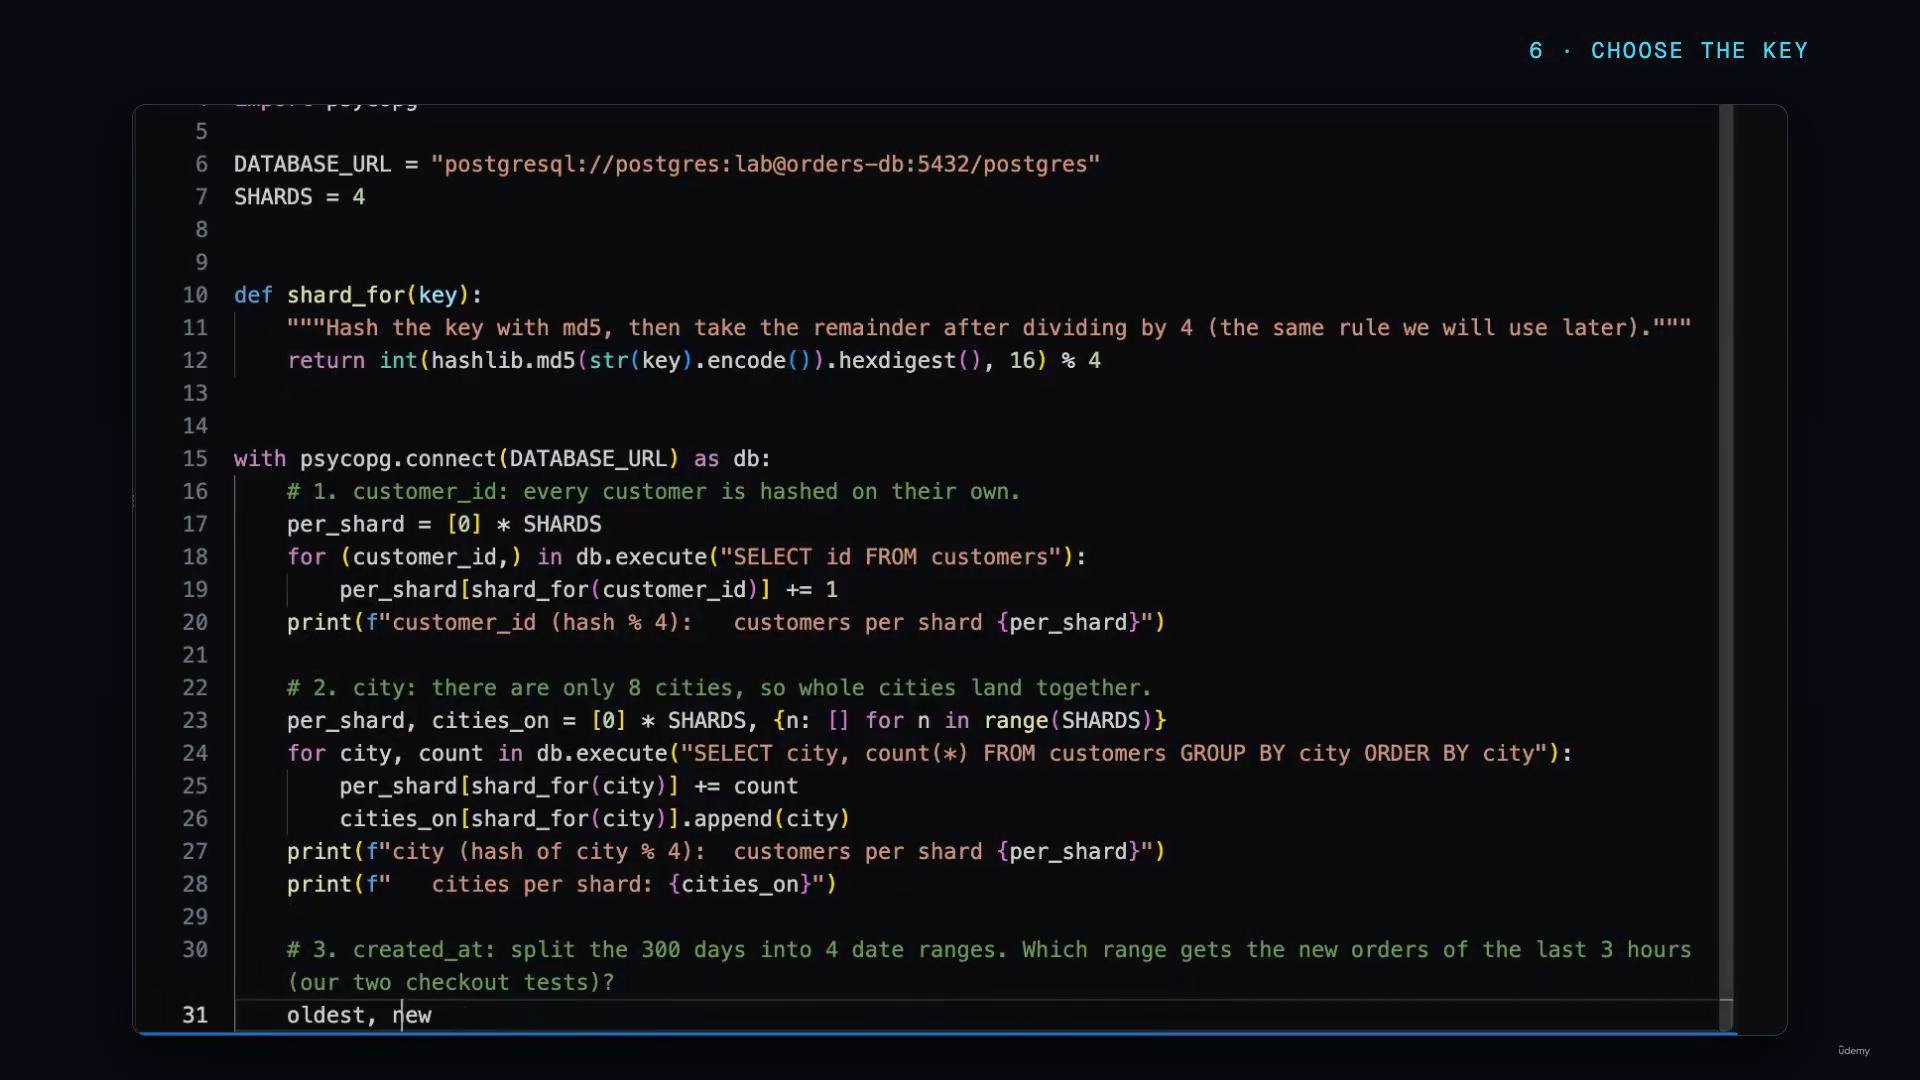 6 · CHOOSE THE KEY
import psycopg
5
6 DATABASE_URL = "postgresql://postgres:lab@orders-db:5432/postgres"
7 SHARDS = 4
8
9
10 def shard_for(key):
11     """Hash the key with md5, then take the remainder after dividing by 4 (the same rule we will use later)."""
12     return int(hashlib.md5(str(key).encode()).hexdigest(), 16) % 4
13
14
15 with psycopg.connect(DATABASE_URL) as db:
16     # 1. customer_id: every customer is hashed on their own.
17     per_shard = [0] * SHARDS
18     for (customer_id,) in db.execute("SELECT id FROM customers"):
19         per_shard[shard_for(customer_id)] += 1
20     print(f"customer_id (hash % 4):   customers per shard {per_shard}")
21
22     # 2. city: there are only 8 cities, so whole cities land together.
23     per_shard, cities_on = [0] * SHARDS, {n: [] for n in range(SHARDS)}
24     for city, count in db.execute("SELECT city, count(*) FROM customers GROUP BY city ORDER BY city"):
25         per_shard[shard_for(city)] += count
26         cities_on[shard_for(city)].append(city)
27     print(f"city (hash of city % 4):  customers per shard {per_shard}")
28     print(f"   cities per shard: {cities_on}")
29
30     # 3. created_at: split the 300 days into 4 date ranges. Which range gets the new orders of the last 3 hours
(our two checkout tests)?
31     oldest, new
udemy